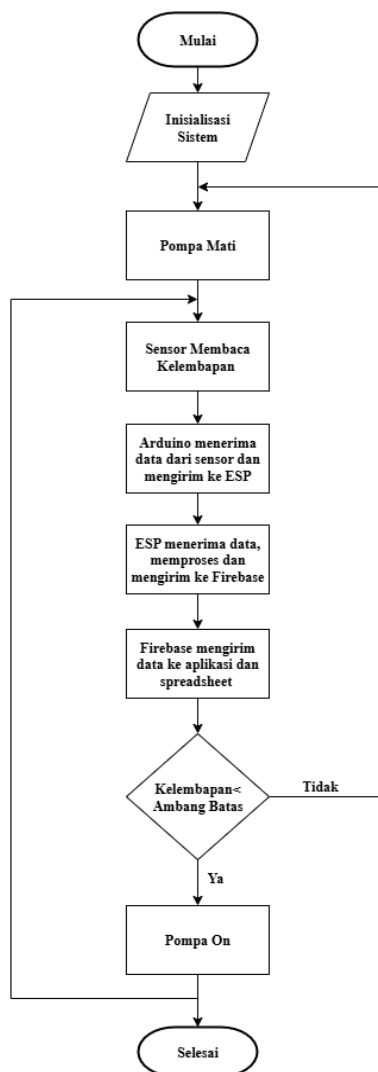 Mulai
Inisialisasi
Sistem
Pompa Mati
Sensor Membaca
Kelembapan
Arduino menerima
data dari sensor dan
mengirim ke ESP
ESP menerima data,
memproses dan
mengirim ke Firebase
Firebase mengirim
data ke aplikasi dan
spreadsheet
Kelembapan<
Ambang Batas
Tidak
Ya
Pompa On
Selesai